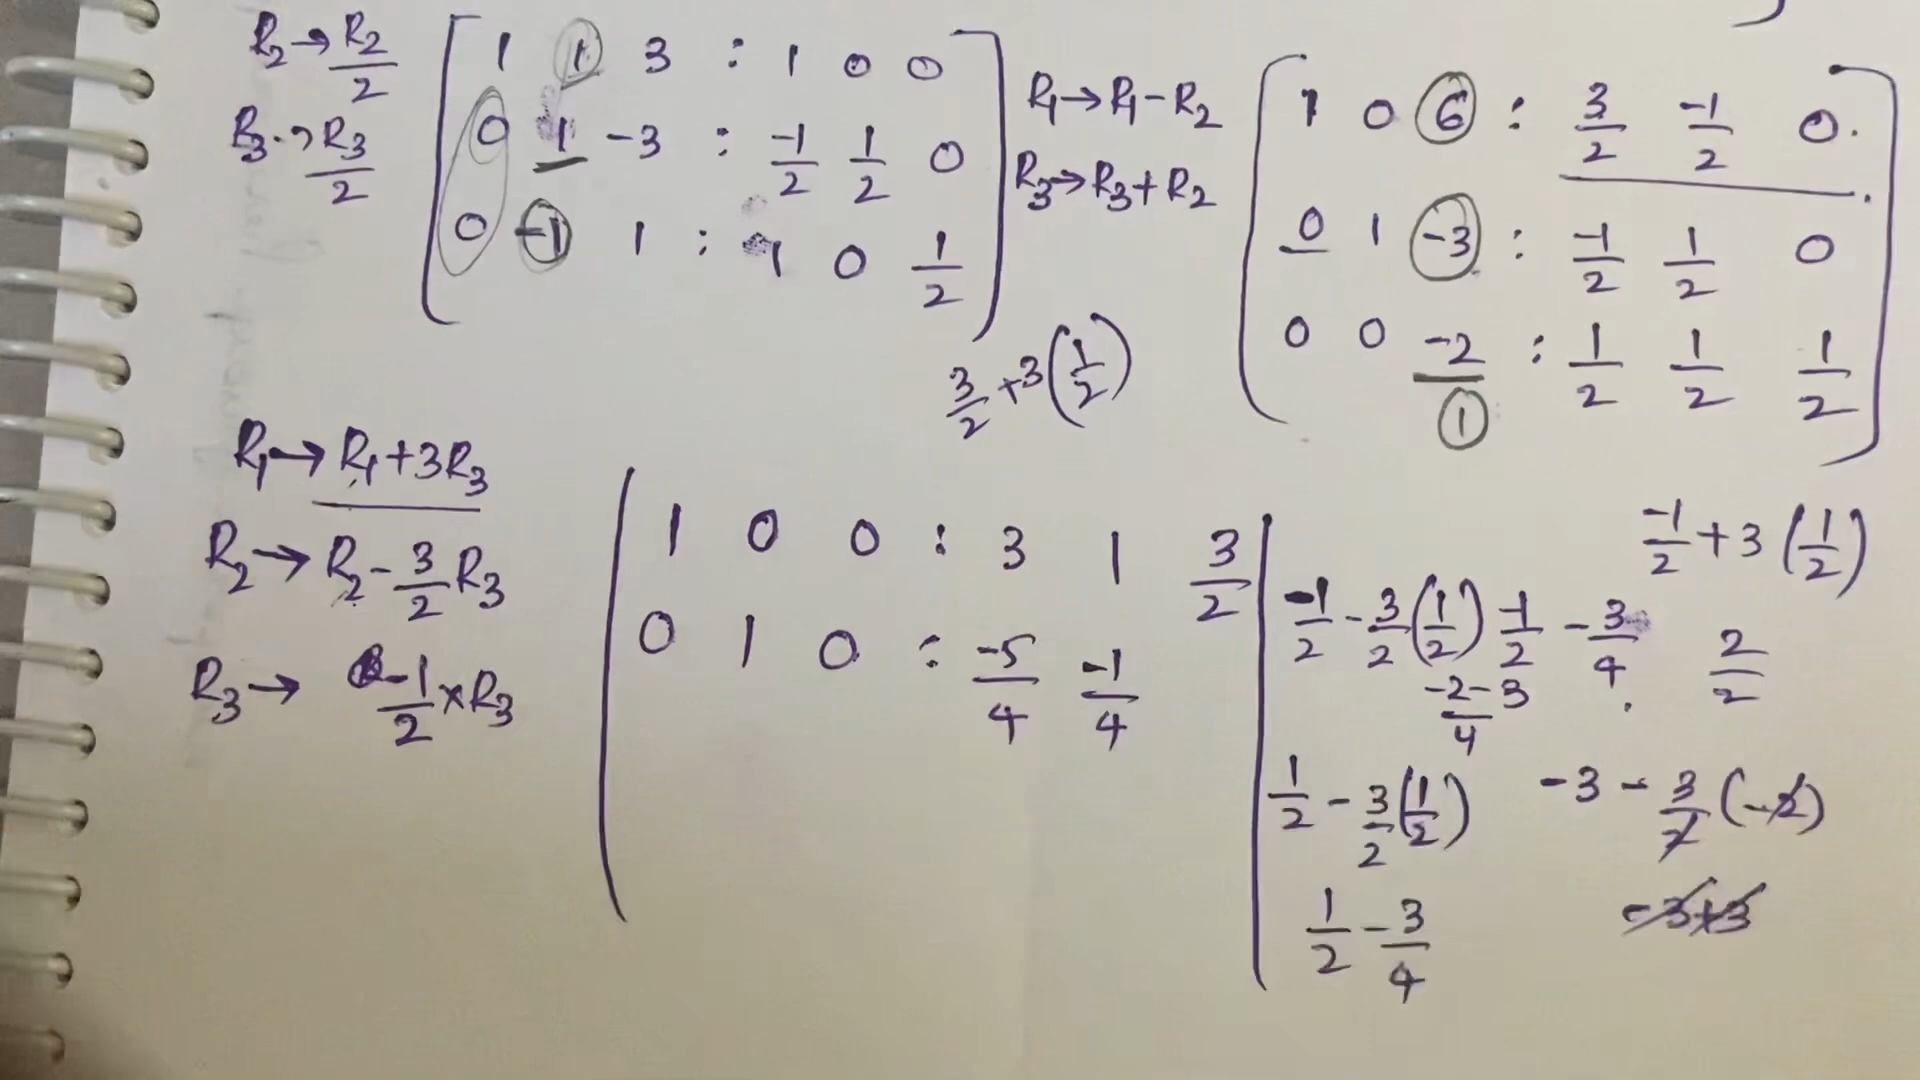 R₂→R₂/2
R₃→R₃/2
1 1 3 : 1 0 0
0 1 -3 : -1/2 1/2 0
0 -1 1 : 1 0 1/2
R₁→R₁-R₂
R₃→R₃+R₂
1 0 6 : 3/2 -1/2 0
0 1 -3 : -1/2 1/2 0
0 0 -2 : 1/2 1/2 1/2
1
3/2+3(1/2)
R₁→R₁+3R₃
R₂→R₂-3/2R₃
R₃→ -1/2×R₃
1 0 0 : 3 1 3/2
0 1 0 : -5/4 -1/4
-1/2+3(1/2)
2/2
-1/2-3/2(1/2) -1/2-3/4
-2-3/4
1/2-3/2(1/2)
1/2-3/4
-3-3/2(-2)
-3+3